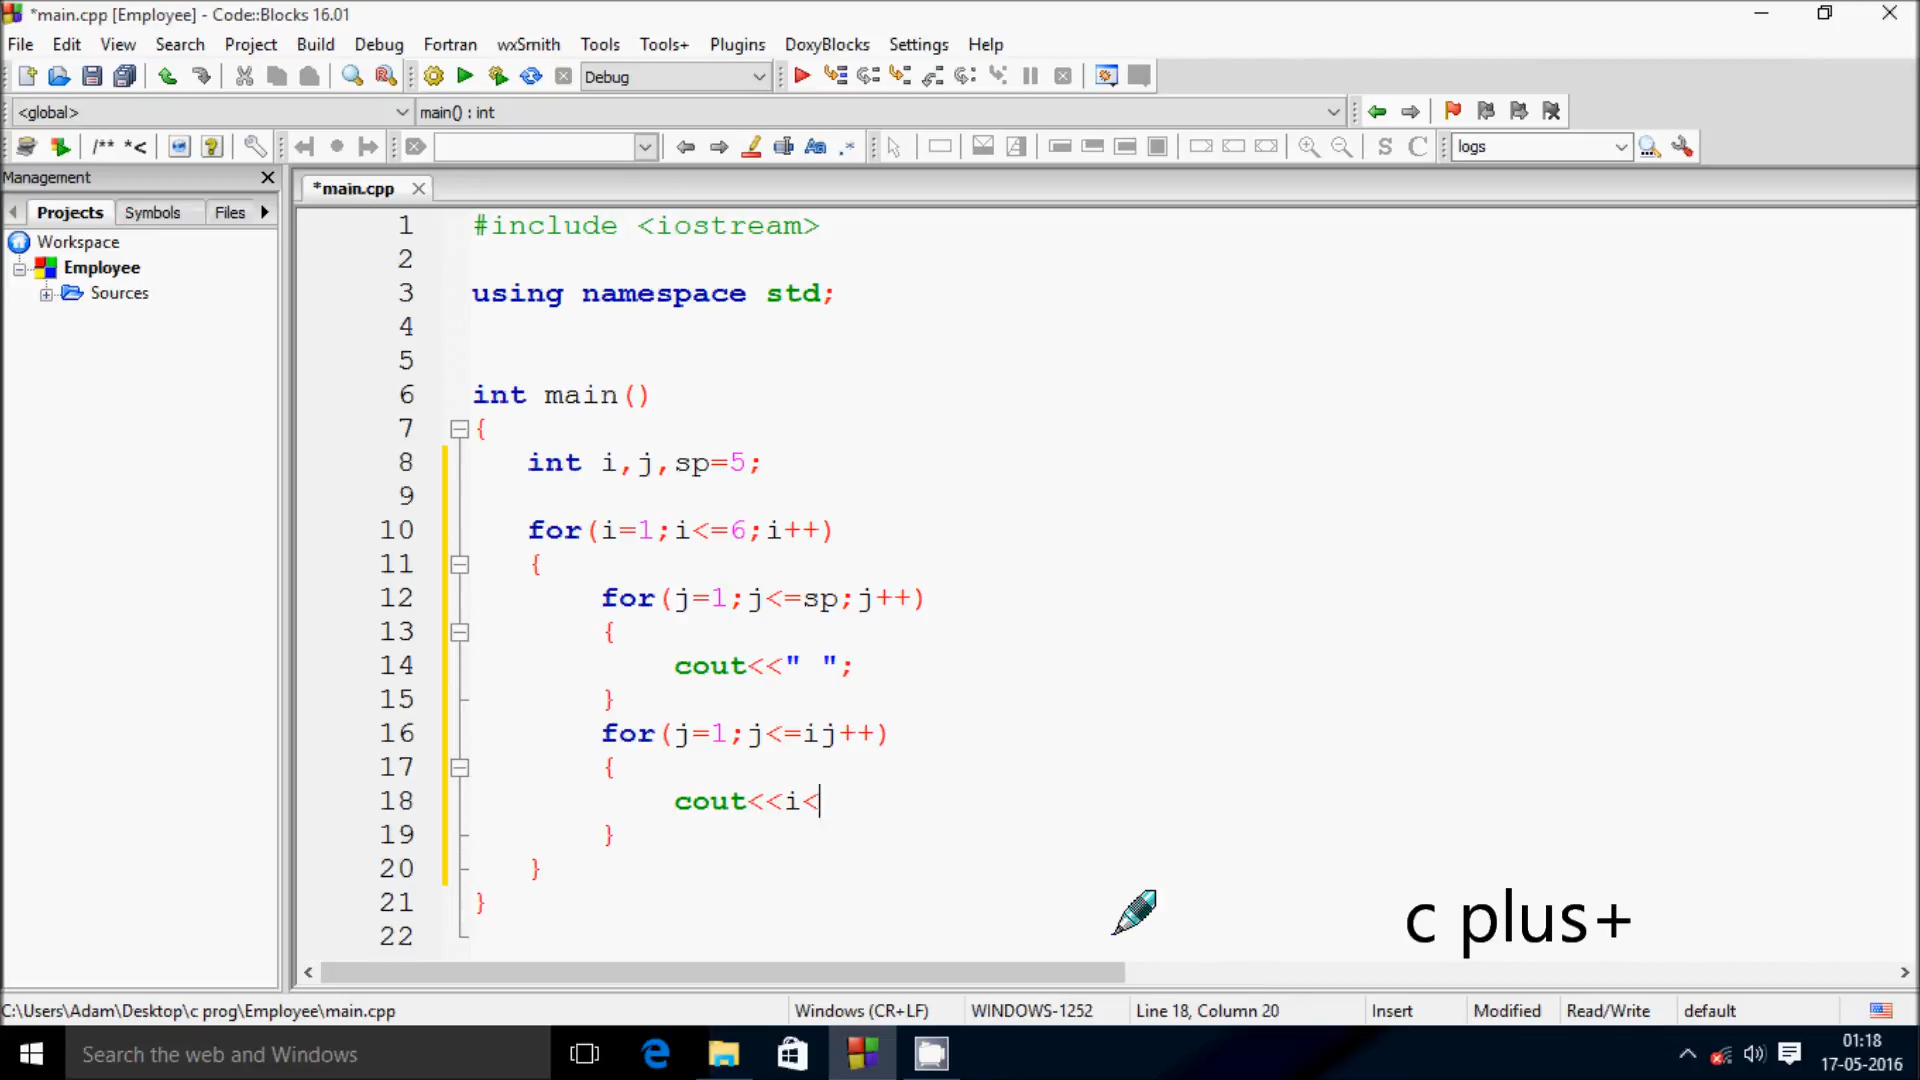 *main.cpp [Employee] - Code::Blocks 16.01
File Edit View Search Project Build Debug Fortran wxSmith Tools Tools+ Plugins DoxyBlocks Settings Help
Debug
<global> main() : int
/** *< Aa .* S C logs
Management
*main.cpp
Projects Symbols Files
Workspace
Employee
Sources
1 #include <iostream>
2
3 using namespace std;
4
5
6 int main()
7 {
8 int i,j,sp=5;
9
10 for(i=1;i<=6;i++)
11 {
12 for(j=1;j<=sp;j++)
13 {
14 cout<<" ";
15 }
16 for(j=1;j<=ij++)
17 {
18 cout<<i<
19 }
20 }
21 }
22
c plus+
C:\Users\Adam\Desktop\c prog\Employee\main.cpp Windows (CR+LF) WINDOWS-1252 Line 18, Column 20 Insert Modified Read/Write default
Search the web and Windows
01:18
17-05-2016